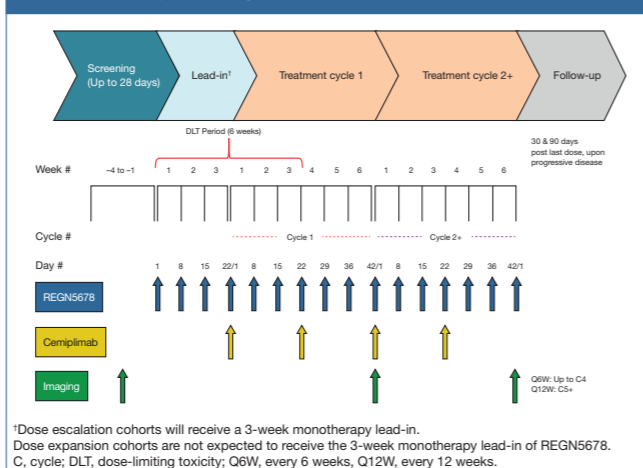 Screening
(Up to 28 days)
Lead-in†
Treatment cycle 1
Treatment cycle 2+
Follow-up
DLT Period (6 weeks)
30 & 90 days
post last dose, upon
progressive disease
Week # –4 to –1 1 2 3 1 2 3 4 5 6 1 2 3 4 5 6
Cycle # Cycle 1 Cycle 2+
Day # 1 8 15 22/1 8 15 22 29 36 42/1 8 15 22 29 36 42/1
REGN5678
Cemiplimab
Imaging
Q6W: Up to C4
Q12W: C5+
†Dose escalation cohorts will receive a 3-week monotherapy lead-in.
Dose expansion cohorts are not expected to receive the 3-week monotherapy lead-in of REGN5678.
C, cycle; DLT, dose-limiting toxicity; Q6W, every 6 weeks, Q12W, every 12 weeks.